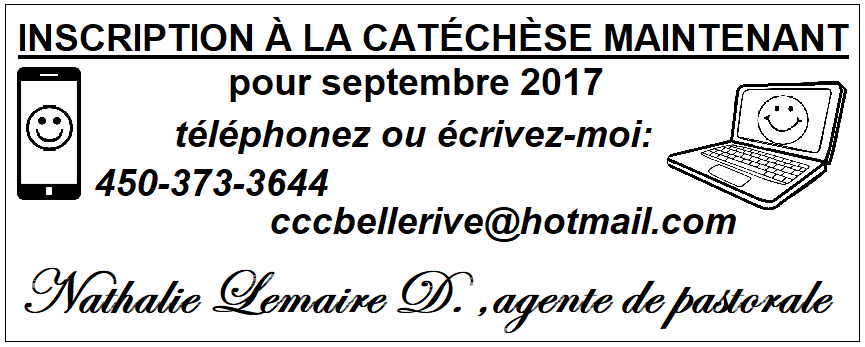 INSCRIPTION À LA CATÉCHÈSE MAINTENANT
pour septembre 2017
téléphonez ou écrivez-moi:
450-373-3644
cccbellerive@hotmail.com
Nathalie Lemaire D. ,agente de pastorale